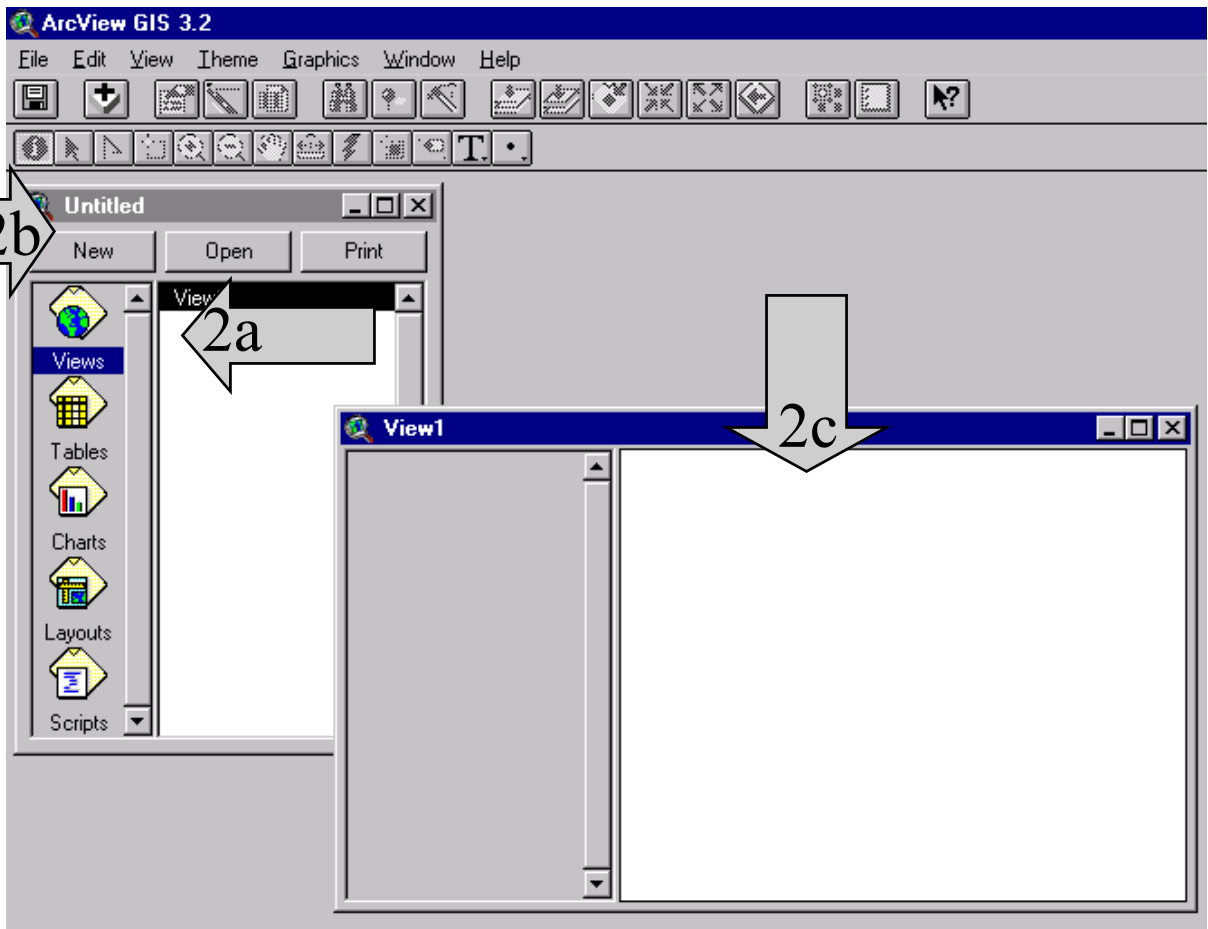 ArcView GIS 3.2
File Edit View Theme Graphics Window Help
T
Untitled
2b
New Open Print
View
2a
Views
Tables
Charts
Layouts
Scripts
View1
2c